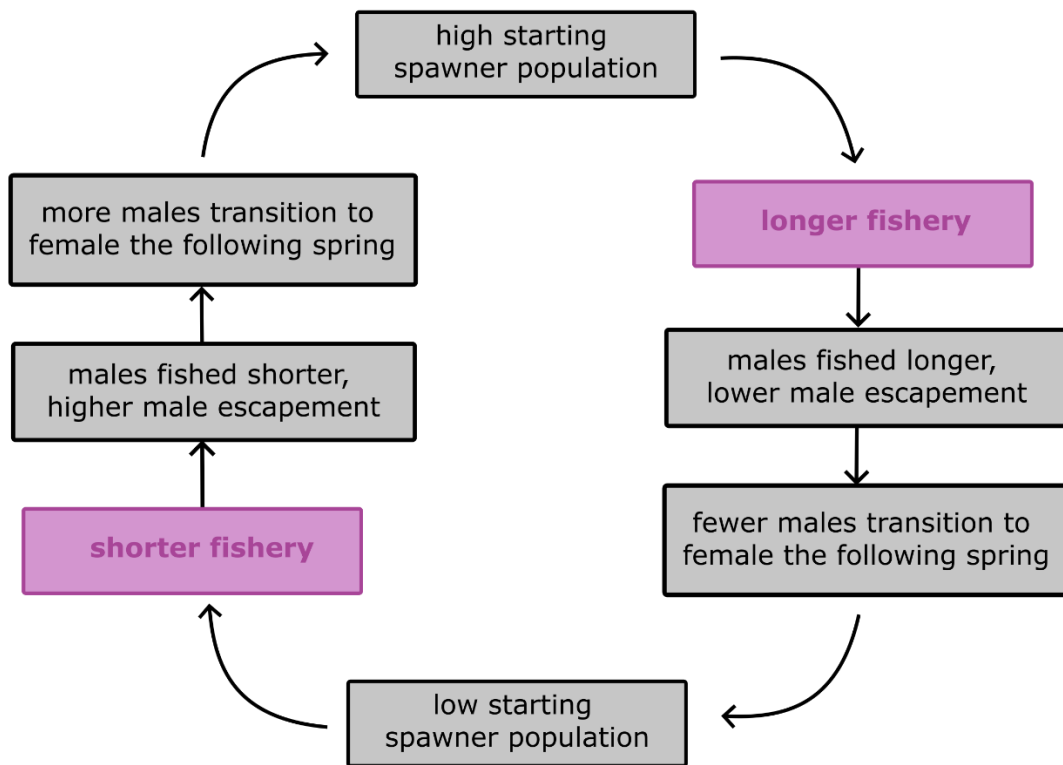 high starting
spawner population
longer fishery
males fished longer,
lower male escapement
fewer males transition to
female the following spring
low starting
spawner population
shorter fishery
males fished shorter,
higher male escapement
more males transition to
female the following spring